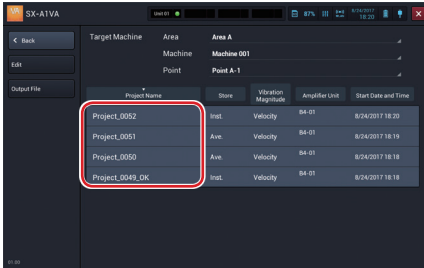 SX-A1VA
Unit 01
87%
8/24/2017
18:20
< Back
Edit
Output File
Target Machine Area Area A
Machine Machine 001
Point Point A-1
Project Name Store Vibration Magnitude Amplifier Unit Start Date and Time
Project_0052 Inst. Velocity B4-01 8/24/2017 18:20
Project_0051 Ave. Velocity B4-01 8/24/2017 18:19
Project_0050 Ave. Velocity B4-01 8/24/2017 18:18
Project_0049_OK Inst. Velocity B4-01 8/24/2017 18:18